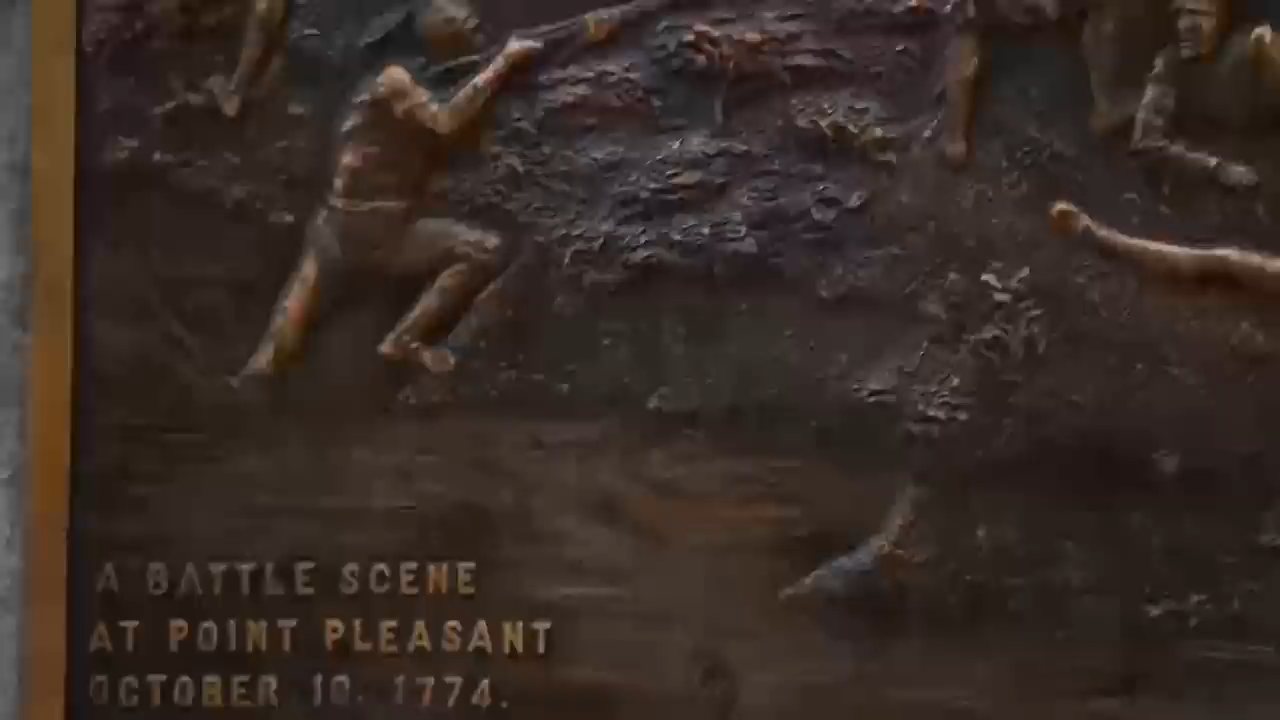 A BATTLE SCENE
AT POINT PLEASANT
OCTOBER 10. 1774.